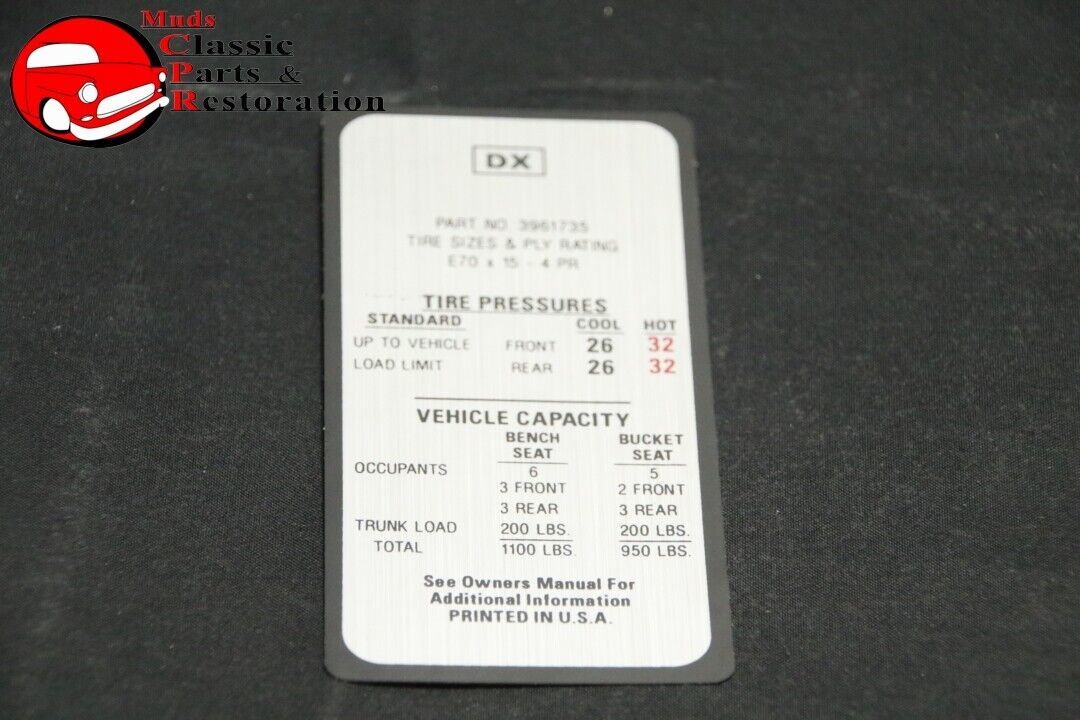 Muds
Classic
Parts &
Restoration
DX
PART NO. 3961735
TIRE SIZES & PLY RATING
E70 x 15 - 4 PR
TIRE PRESSURES
STANDARD COOL HOT
UP TO VEHICLE FRONT 26 32
LOAD LIMIT REAR 26 32
VEHICLE CAPACITY
BENCH BUCKET
SEAT SEAT
OCCUPANTS 6 5
3 FRONT 2 FRONT
3 REAR 3 REAR
TRUNK LOAD 200 LBS. 200 LBS.
TOTAL 1100 LBS. 950 LBS.
See Owners Manual For
Additional Information
PRINTED IN U.S.A.